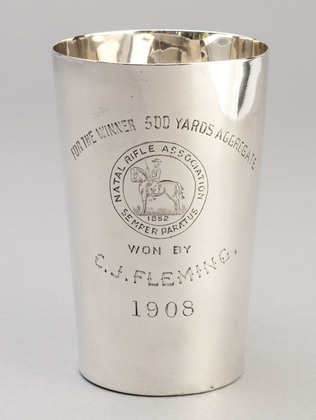 FOR THE WINNER 500 YARDS AGGREGATE
NATAL RIFLE ASSOCIATION
1862
SEMPER PARATUS
WON BY
C.J. FLEMING.
1908